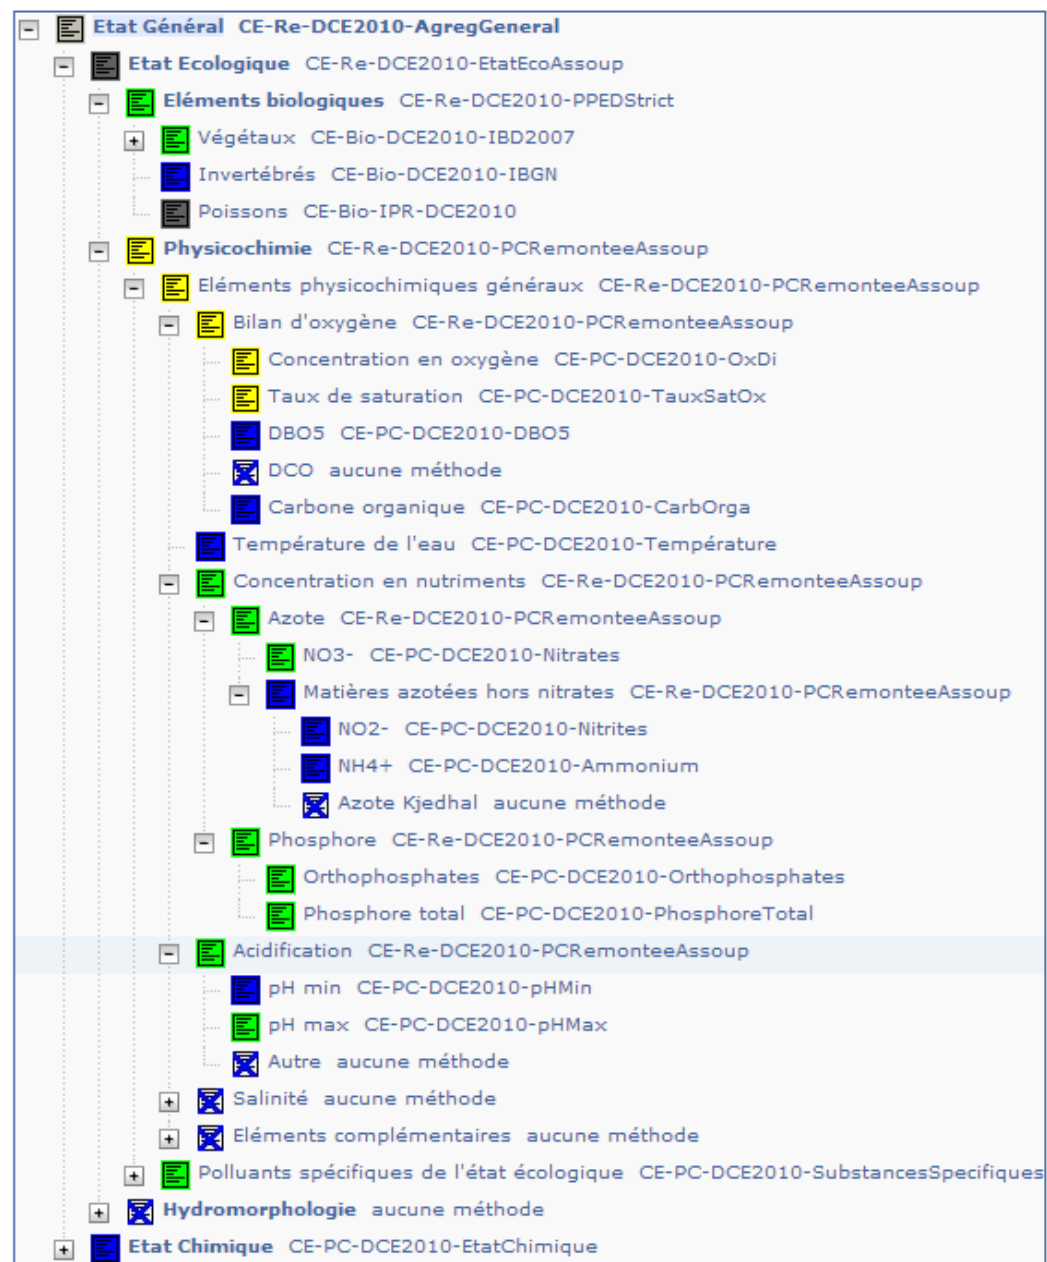 Etat Général CE-Re-DCE2010-AgregGeneral
Etat Ecologique CE-Re-DCE2010-EtatEcoAssoup
Eléments biologiques CE-Re-DCE2010-PPEDStrict
Végétaux CE-Bio-DCE2010-IBD2007
Invertébrés CE-Bio-DCE2010-IBGN
Poissons CE-Bio-IPR-DCE2010
Physicochimie CE-Re-DCE2010-PCRemonteeAssoup
Eléments physicochimiques généraux CE-Re-DCE2010-PCRemonteeAssoup
Bilan d'oxygène CE-Re-DCE2010-PCRemonteeAssoup
Concentration en oxygène CE-PC-DCE2010-OxDi
Taux de saturation CE-PC-DCE2010-TauxSatOx
DBO5 CE-PC-DCE2010-DBO5
DCO aucune méthode
Carbone organique CE-PC-DCE2010-CarbOrga
Température de l'eau CE-PC-DCE2010-Température
Concentration en nutriments CE-Re-DCE2010-PCRemonteeAssoup
Azote CE-Re-DCE2010-PCRemonteeAssoup
NO3- CE-PC-DCE2010-Nitrates
Matières azotées hors nitrates CE-Re-DCE2010-PCRemonteeAssoup
NO2- CE-PC-DCE2010-Nitrites
NH4+ CE-PC-DCE2010-Ammonium
Azote Kjedhal aucune méthode
Phosphore CE-Re-DCE2010-PCRemonteeAssoup
Orthophosphates CE-PC-DCE2010-Orthophosphates
Phosphore total CE-PC-DCE2010-PhosphoreTotal
Acidification CE-Re-DCE2010-PCRemonteeAssoup
pH min CE-PC-DCE2010-pHMin
pH max CE-PC-DCE2010-pHMax
Autre aucune méthode
Salinité aucune méthode
Eléments complémentaires aucune méthode
Polluants spécifiques de l'état écologique CE-PC-DCE2010-SubstancesSpecifiques
Hydromorphologie aucune méthode
Etat Chimique CE-PC-DCE2010-EtatChimique